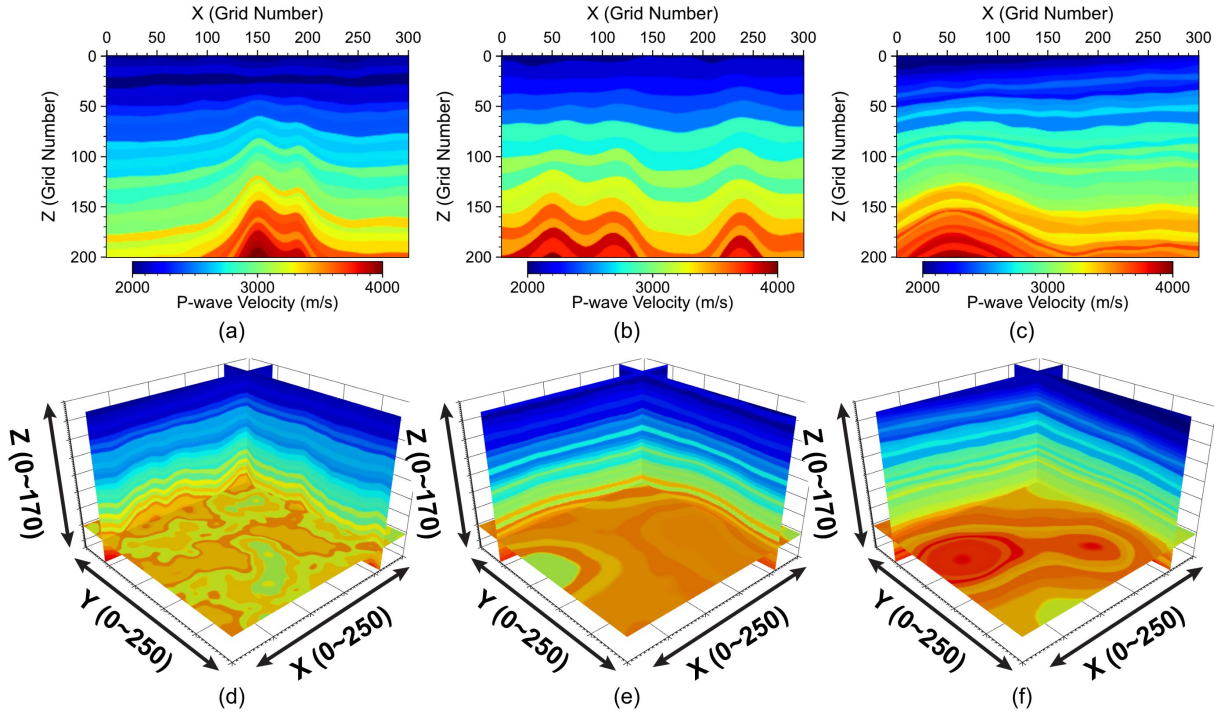 X (Grid Number)
X (Grid Number)
X (Grid Number)
0 50 100 150 200 250 300
0 50 100 150 200 250 300
0 50 100 150 200 250 300
Z (Grid Number)
0
50
100
150
200
Z (Grid Number)
0
50
100
150
200
Z (Grid Number)
0
50
100
150
200
2000 3000 4000
P-wave Velocity (m/s)
2000 3000 4000
P-wave Velocity (m/s)
2000 3000 4000
P-wave Velocity (m/s)
(a)
(b)
(c)
Z (0~170)
Y (0~250)
X (0~250)
Z (0~170)
Y (0~250)
X (0~250)
Z (0~170)
Y (0~250)
X (0~250)
(d)
(e)
(f)